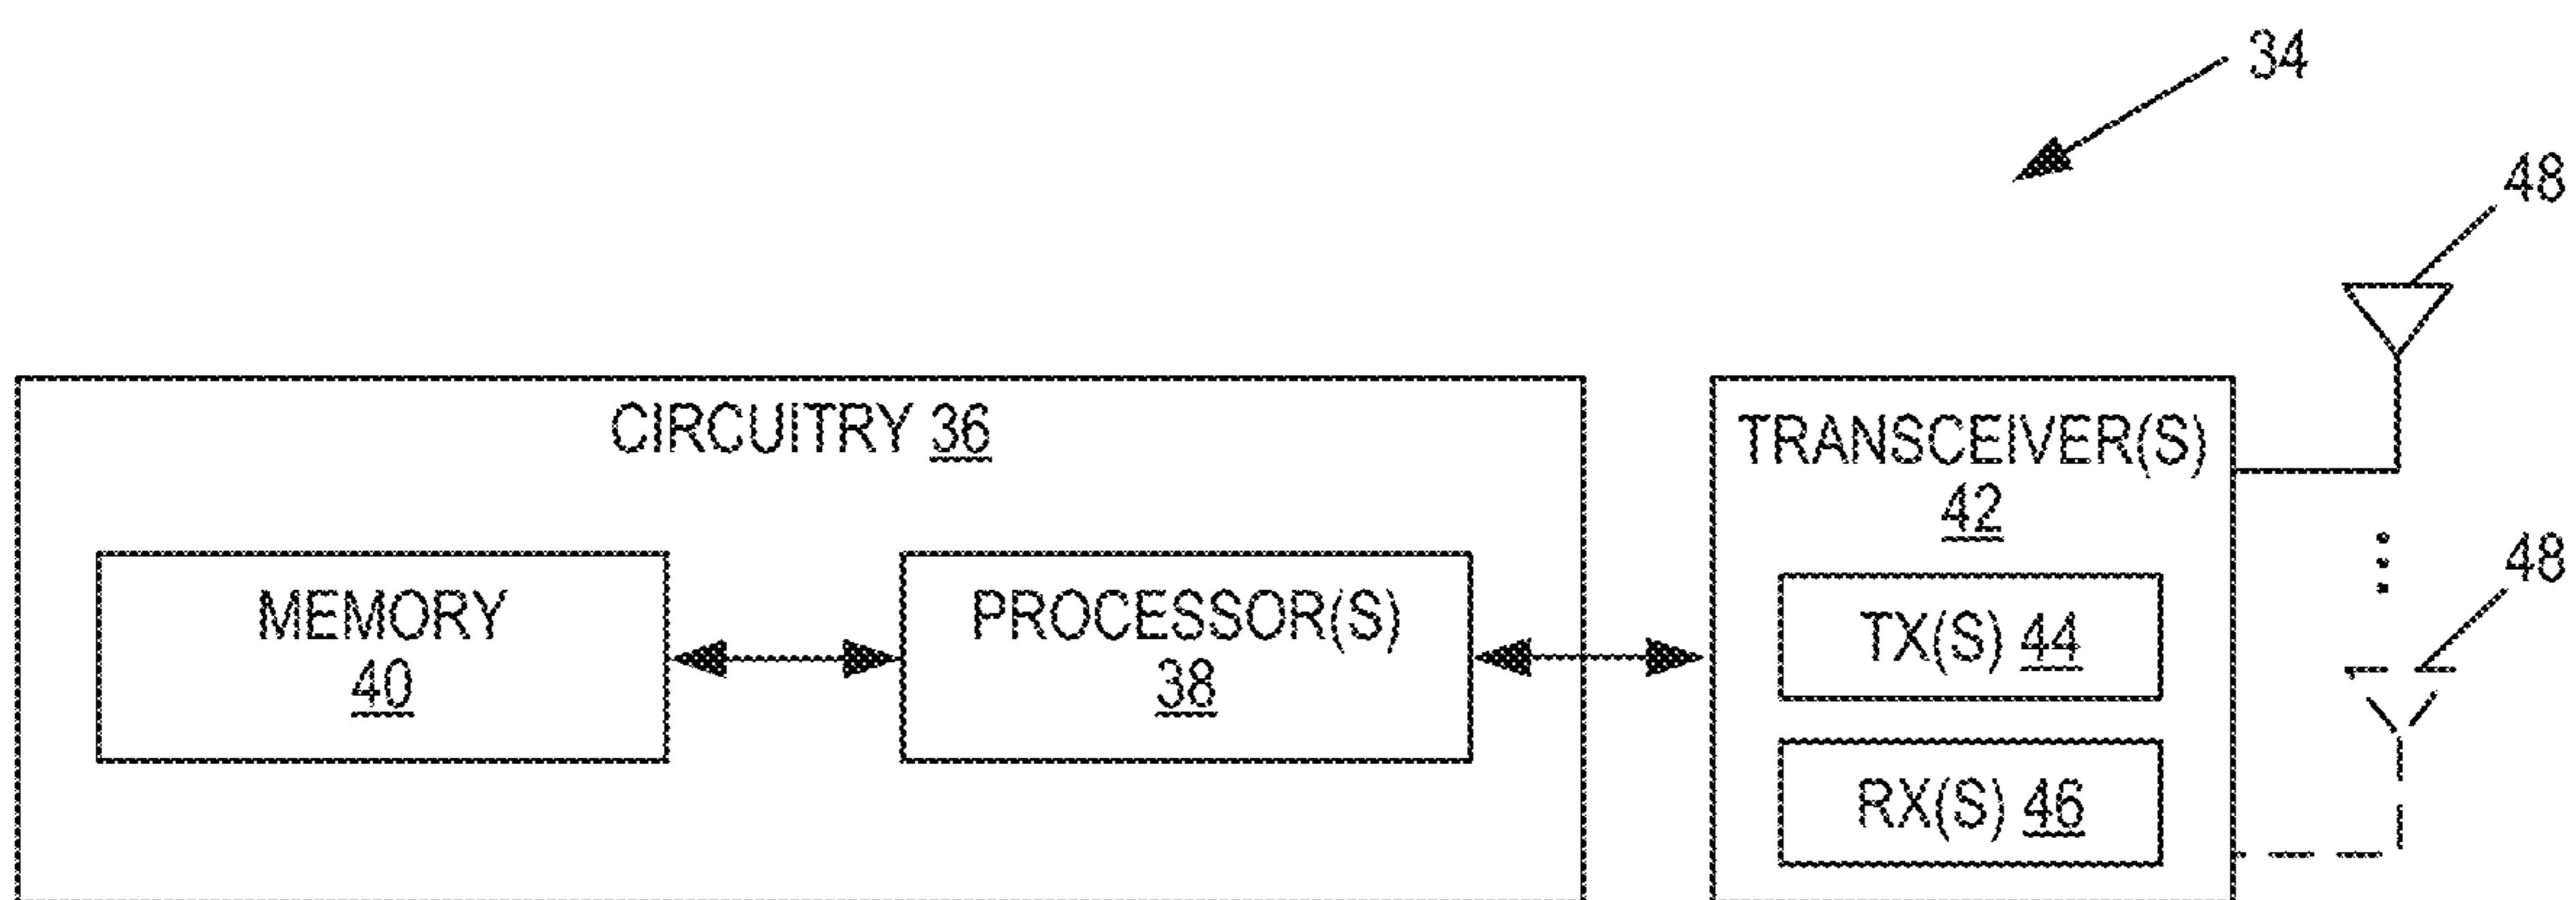 34
48
CIRCUITRY 36
TRANSCEIVER(S)
42
48
MEMORY
40
PROCESSOR(S)
38
TX(S) 44
RX(S) 46